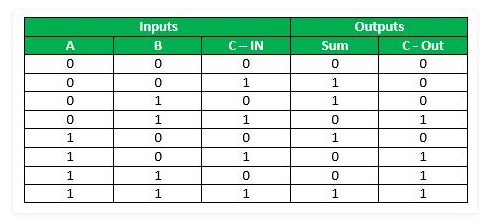 Inputs Outputs
A B C – IN Sum C - Out
0 0 0 0 0
0 0 1 1 0
0 1 0 1 0
0 1 1 0 1
1 0 0 1 0
1 0 1 0 1
1 1 0 0 1
1 1 1 1 1